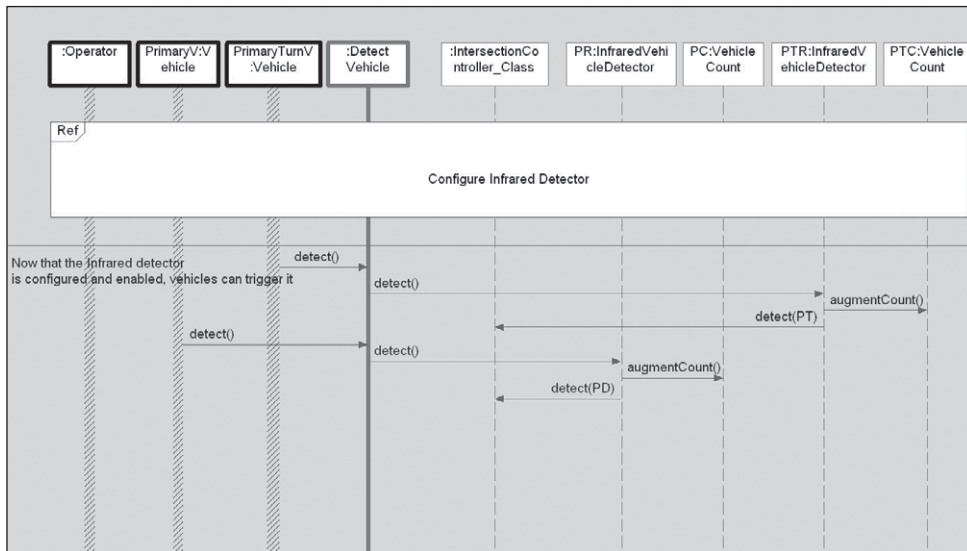 :Operator
PrimaryV:V
ehicle
PrimaryTurnV
:Vehicle
:Detect
Vehicle
:IntersectionCo
ntroller_Class
PR:InfraredVehi
cleDetector
PC:Vehicle
Count
PTR:InfraredV
ehicleDetector
PTC:Vehicle
Count
Ref
Configure Infrared Detector
Now that the Infrared detector
is configured and enabled, vehicles can trigger it
detect()
detect()
augmentCount()
detect(PT)
detect()
detect()
augmentCount()
detect(PD)